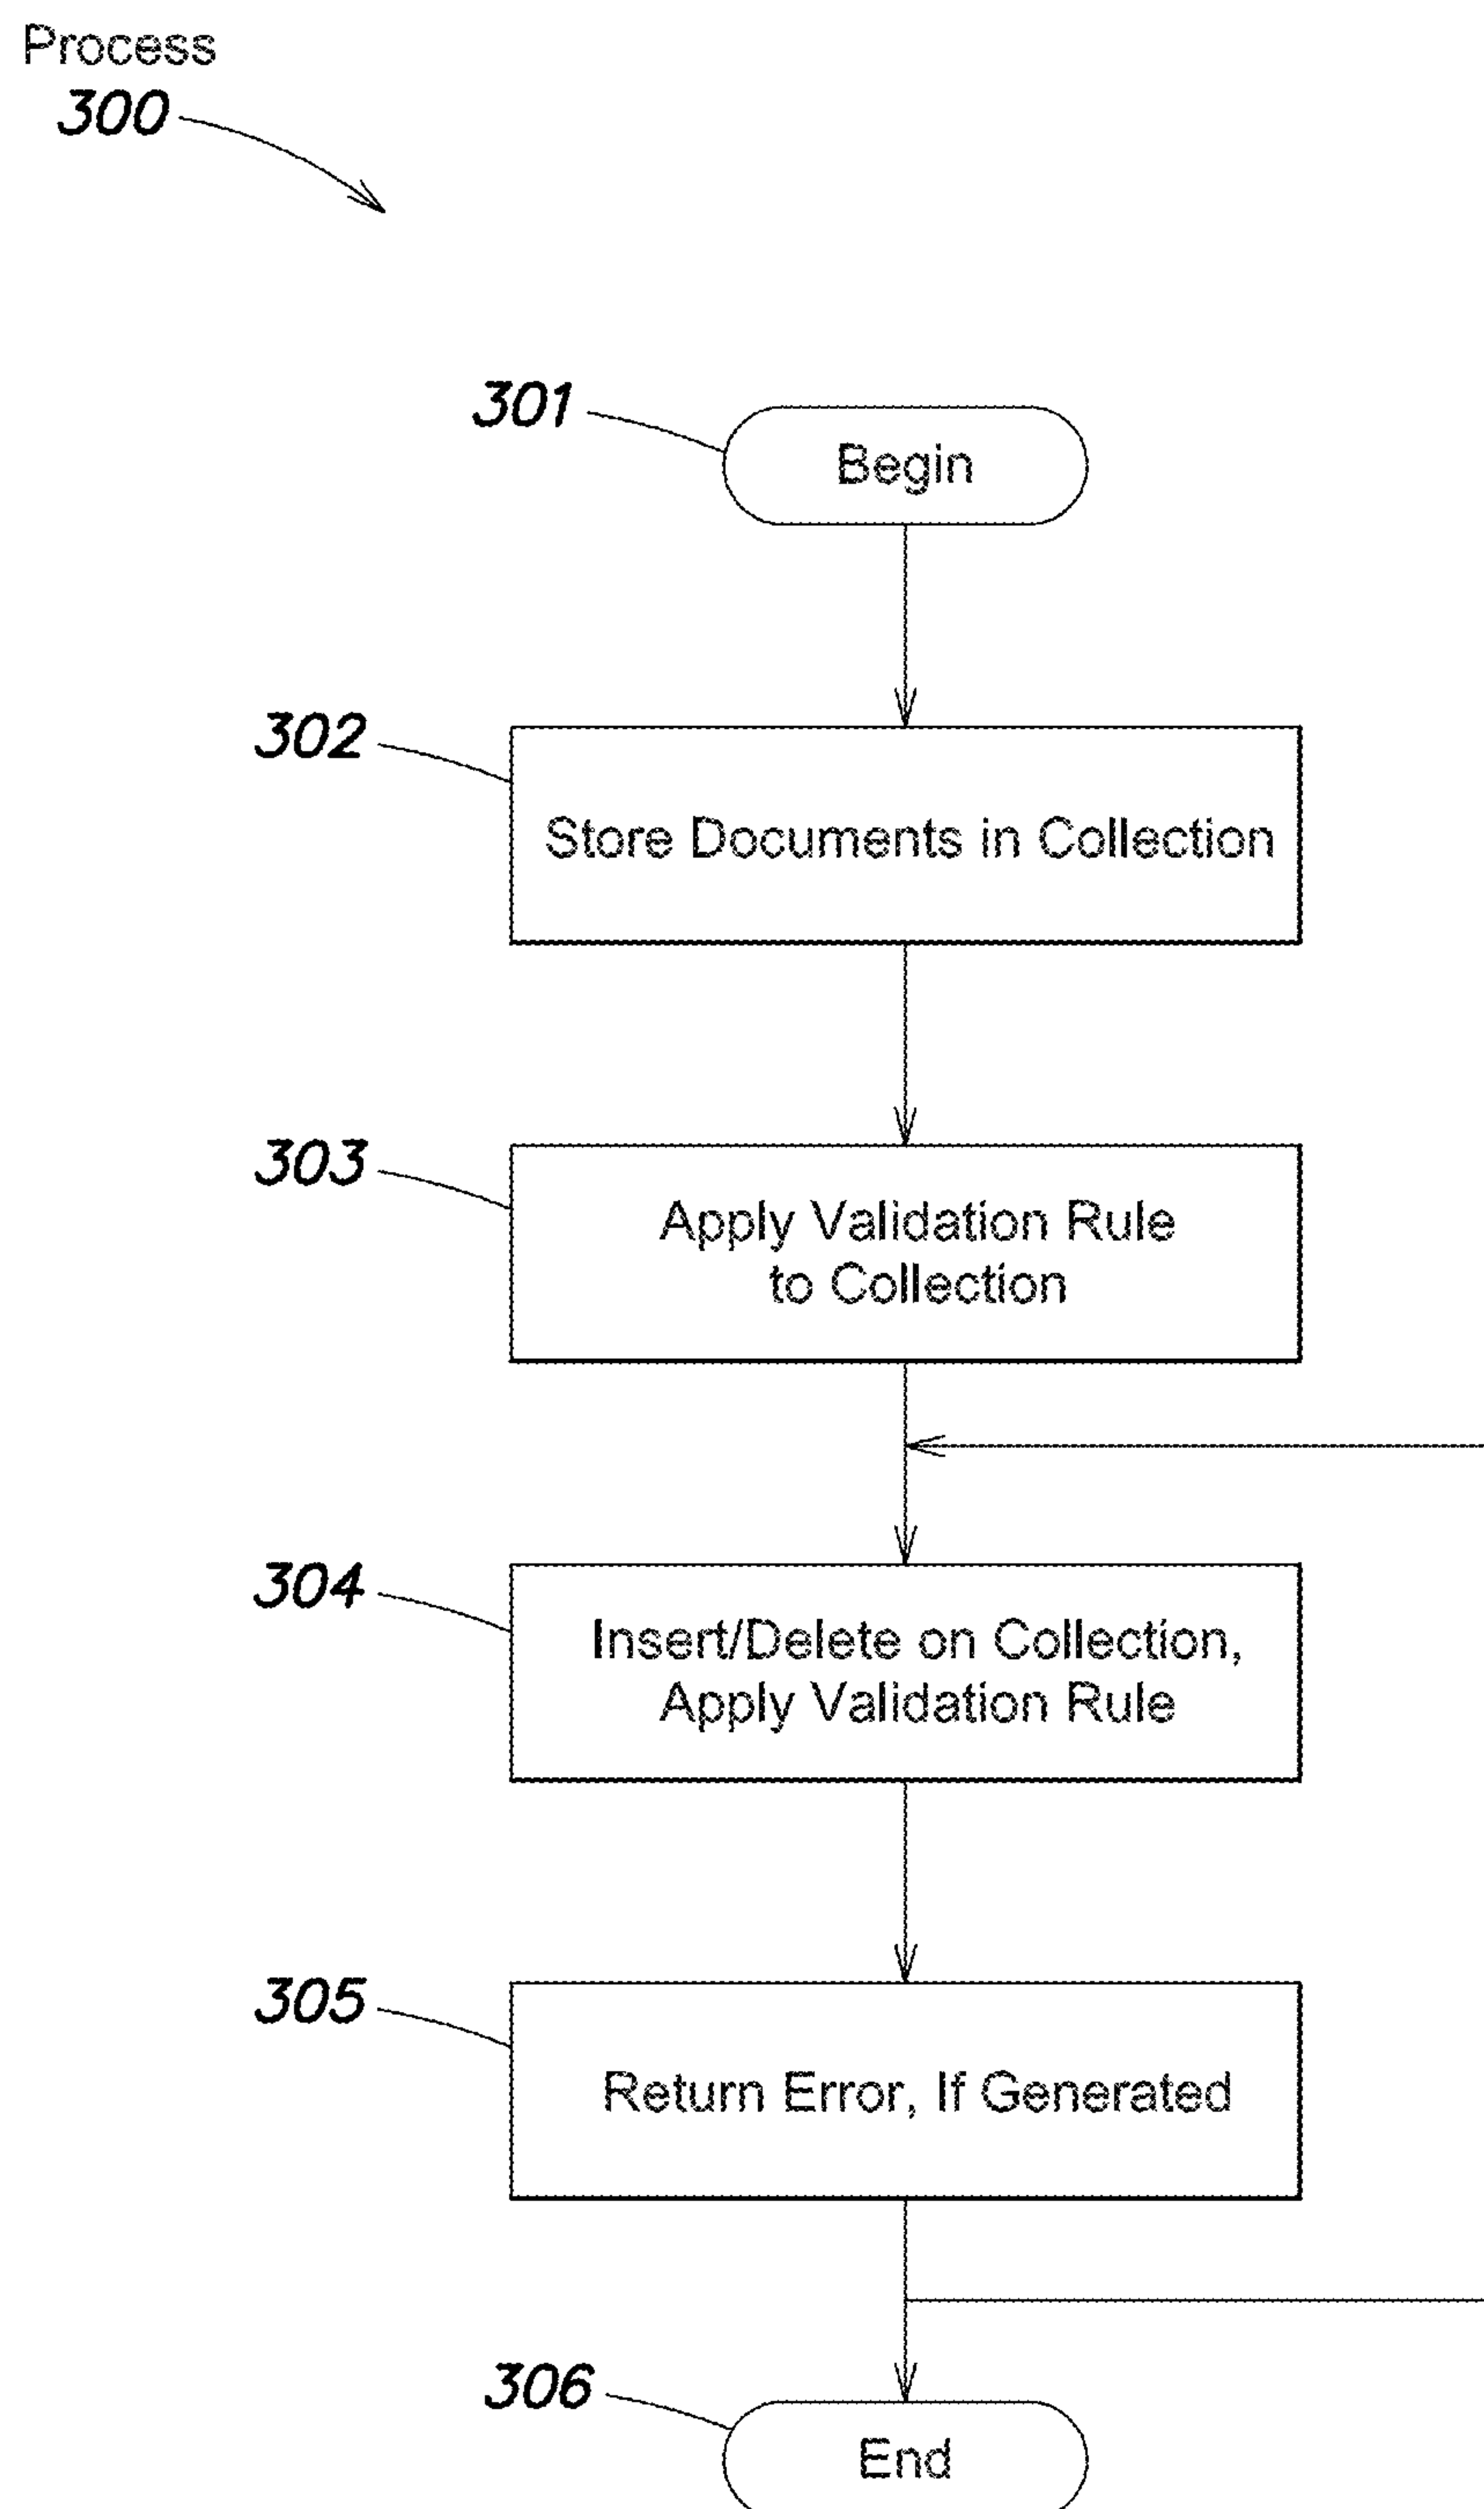 Process
300
301
Begin
302
Store Documents in Collection
303
Apply Validation Rule
to Collection
304
Insert/Delete on Collection,
Apply Validation Rule
305
Return Error, If Generated
306
End